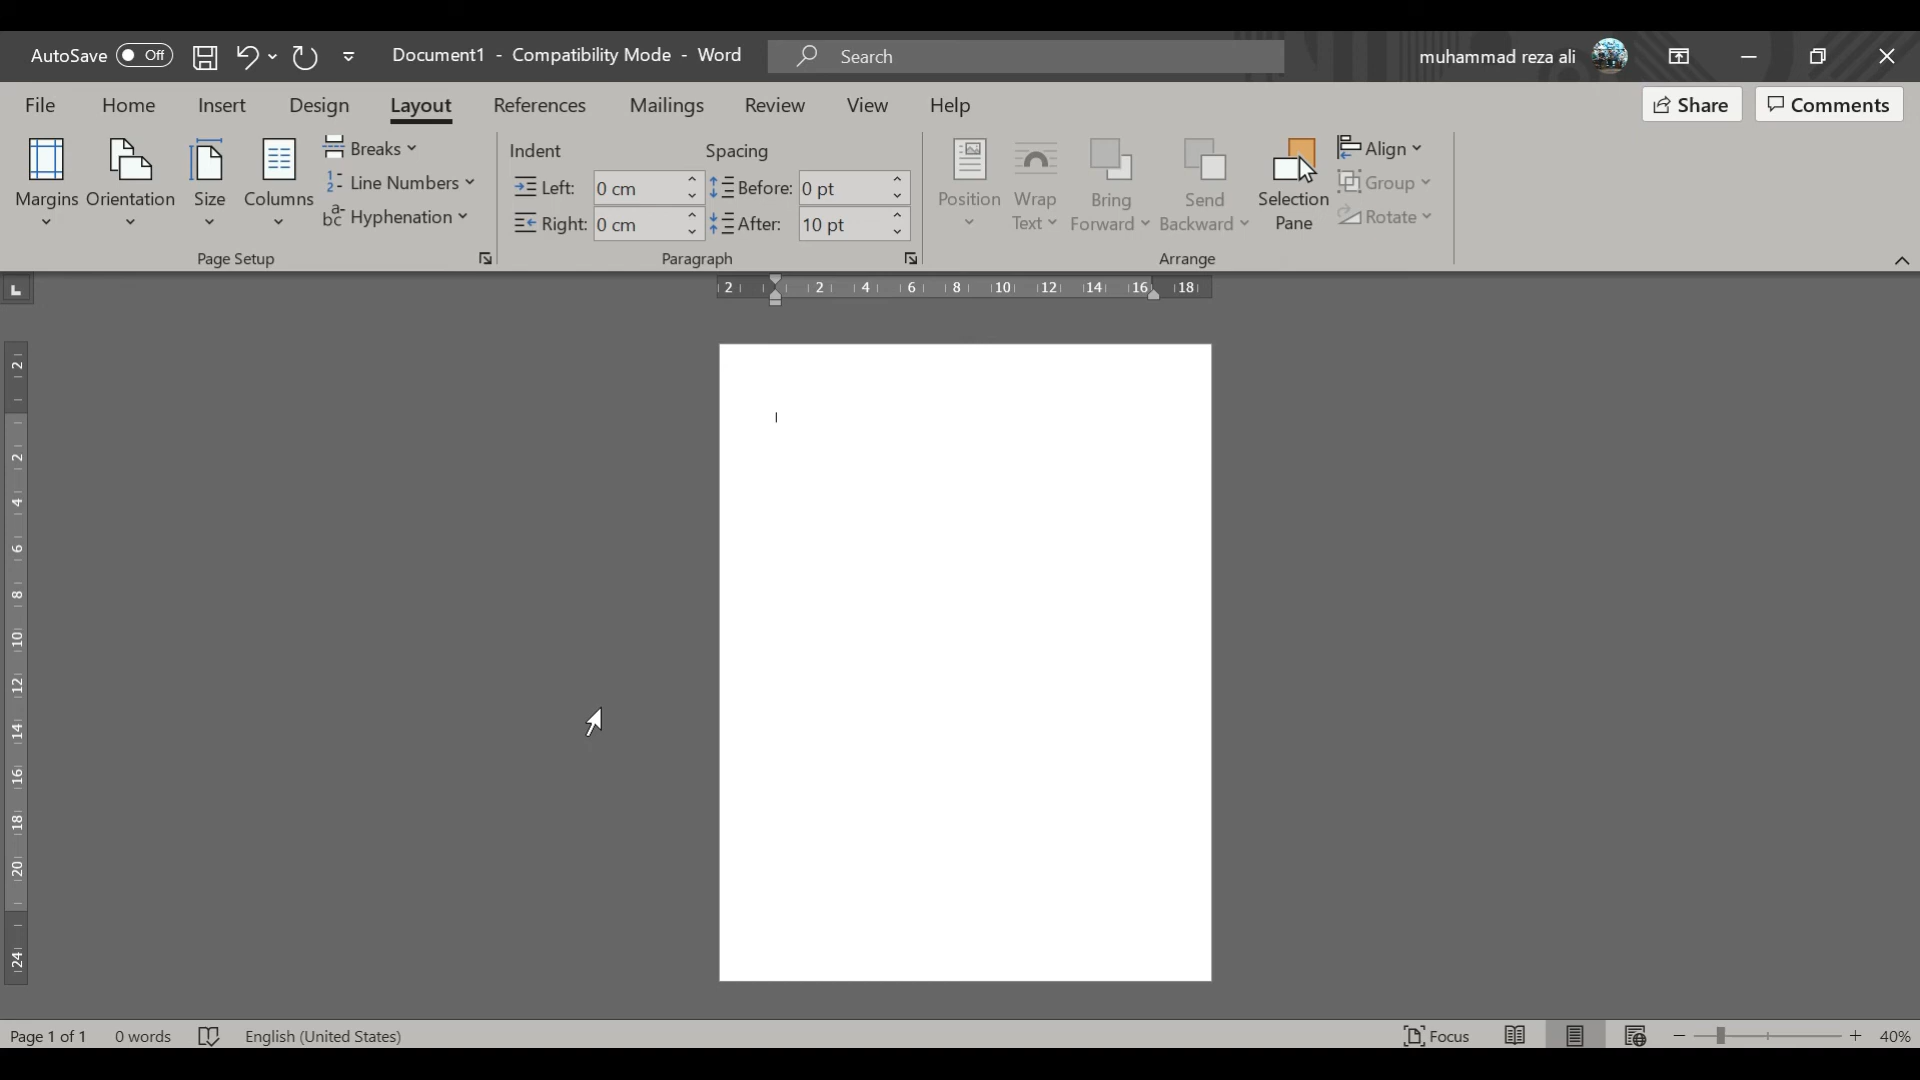 AutoSave Off Document1 - Compatibility Mode - Word Search muhammad reza ali
File Home Insert Design Layout References Mailings Review View Help Share Comments
Margins Orientation Size Columns
Breaks
Line Numbers
bc a- Hyphenation
Page Setup
Indent
Left: 0 cm
Right: 0 cm
Spacing
Before: 0 pt
After: 10 pt
Paragraph
Position
Wrap Text
Bring Forward
Send Backward
Selection Pane
Align
Group
Rotate
Arrange
L
2 2 4 6 8 10 12 14 16 18
2
2
4
6
8
10
12
14
16
18
20
24
Page 1 of 1 0 words English (United States) Focus 40%